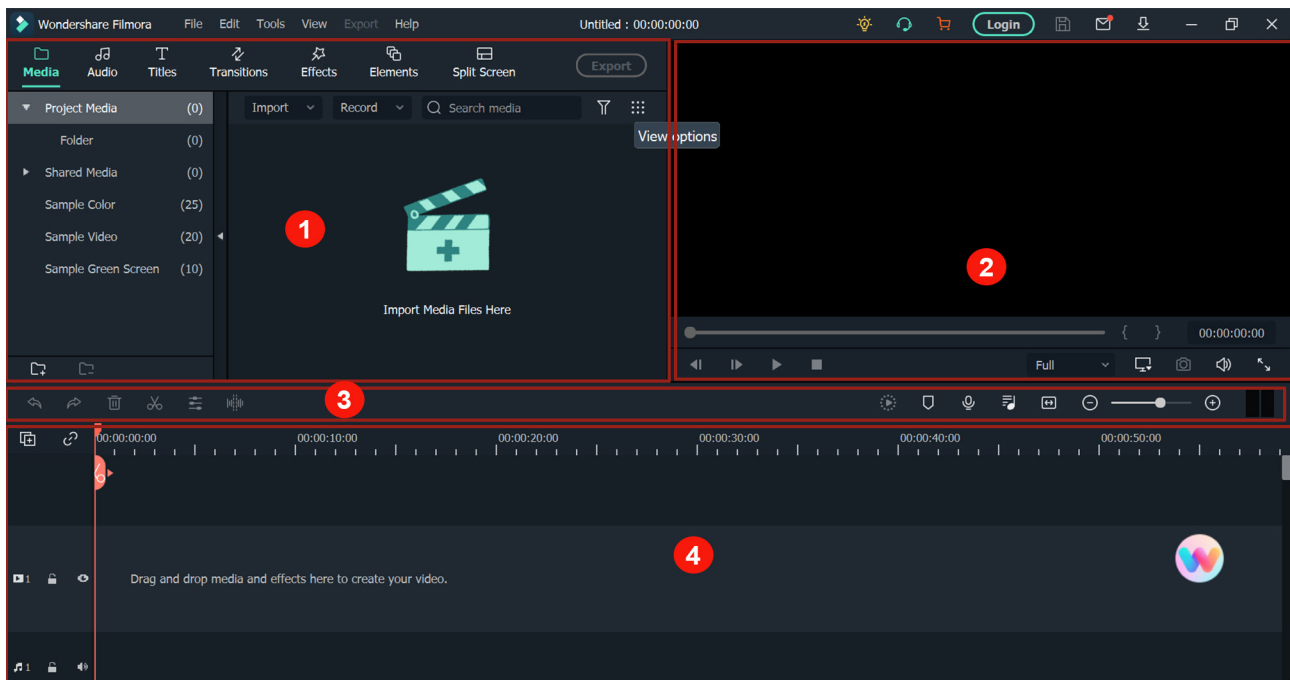 Wondershare Filmora File Edit Tools View Export Help Untitled : 00:00:00:00 Login
Media Audio Titles Transitions Effects Elements Split Screen Export
Project Media (0) Import Record Search media
Folder (0) View options
Shared Media (0)
Sample Color (25)
1
Sample Video (20)
2
Sample Green Screen (10)
Import Media Files Here
{ } 00:00:00:00
Full
3
00:00:00:00 00:00:10:00 00:00:20:00 00:00:30:00 00:00:40:00 00:00:50:00
4
1 Drag and drop media and effects here to create your video.
1